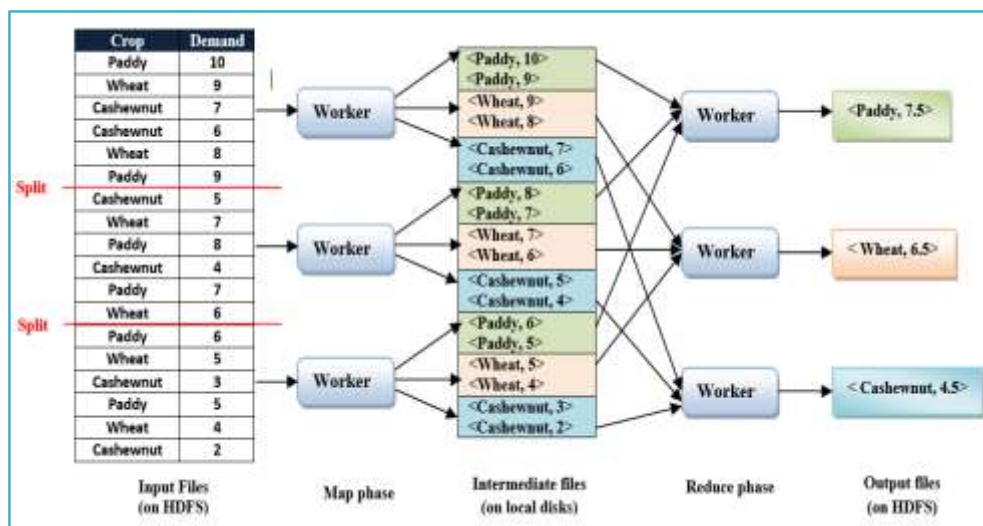 Crop Demand
Paddy 10
Wheat 9
Cashewnut 7
Cashewnut 6
Wheat 8
Paddy 9
Cashewnut 5
Wheat 7
Paddy 8
Cashewnut 4
Paddy 7
Wheat 6
Paddy 6
Wheat 5
Cashewnut 3
Paddy 5
Wheat 4
Cashewnut 2
Split
Split
Input Files
(on HDFS)
Worker
Worker
Worker
Map phase
<Paddy, 10>
<Paddy, 9>
<Wheat, 9>
<Wheat, 8>
<Cashewnut, 7>
<Cashewnut, 6>
<Paddy, 8>
<Paddy, 7>
<Wheat, 7>
<Wheat, 6>
<Cashewnut, 5>
<Cashewnut, 4>
<Paddy, 6>
<Paddy, 5>
<Wheat, 5>
<Wheat, 4>
<Cashewnut, 3>
<Cashewnut, 2>
Intermediate files
(on local disks)
Worker
Worker
Worker
Reduce phase
<Paddy, 7.5>
< Wheat, 6.5>
< Cashewnut, 4.5>
Output files
(on HDFS)